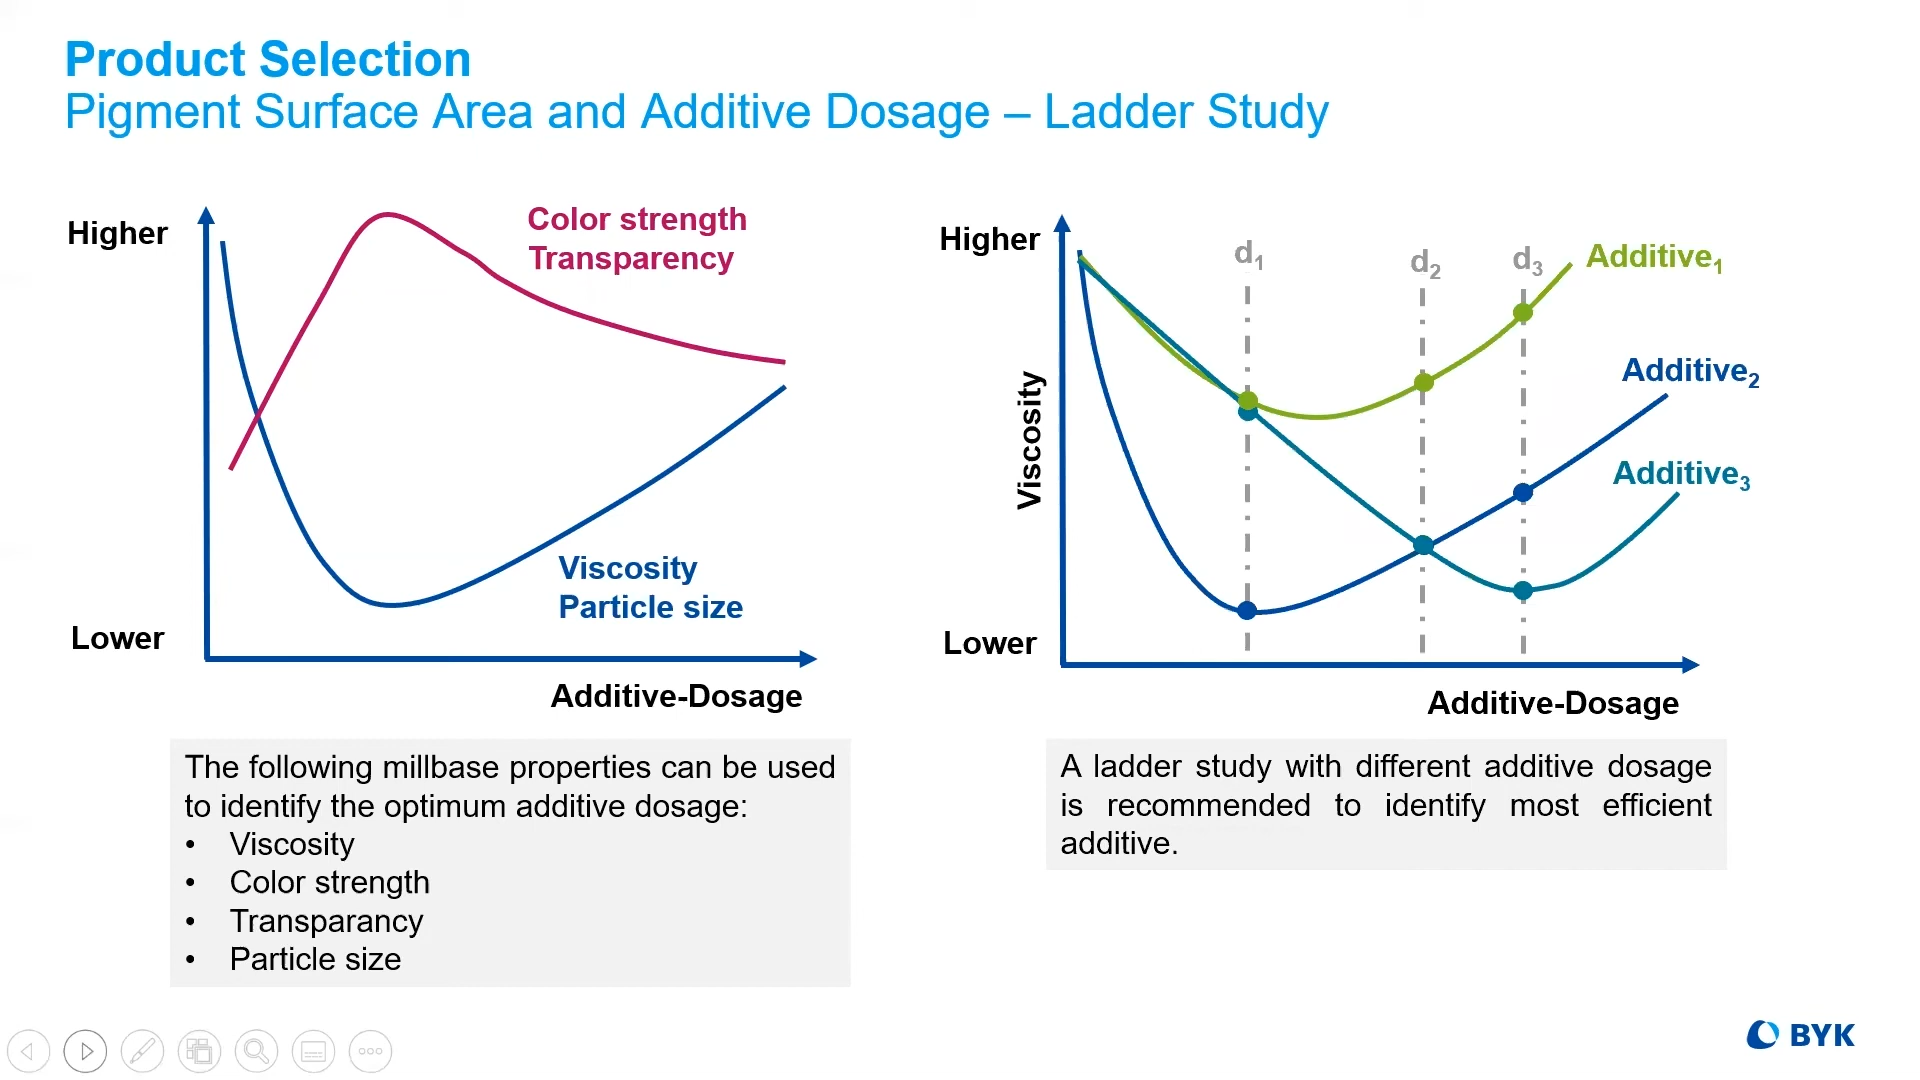 Product Selection
Pigment Surface Area and Additive Dosage – Ladder Study
Higher
Color strength
Transparency
Viscosity
Particle size
Lower
Additive-Dosage
The following millbase properties can be used
to identify the optimum additive dosage:
• Viscosity
• Color strength
• Transparancy
• Particle size
Higher
d1
d2
d3
Additive1
Additive2
Additive3
Viscosity
Lower
Additive-Dosage
A ladder study with different additive dosage
is recommended to identify most efficient
additive.
BYK